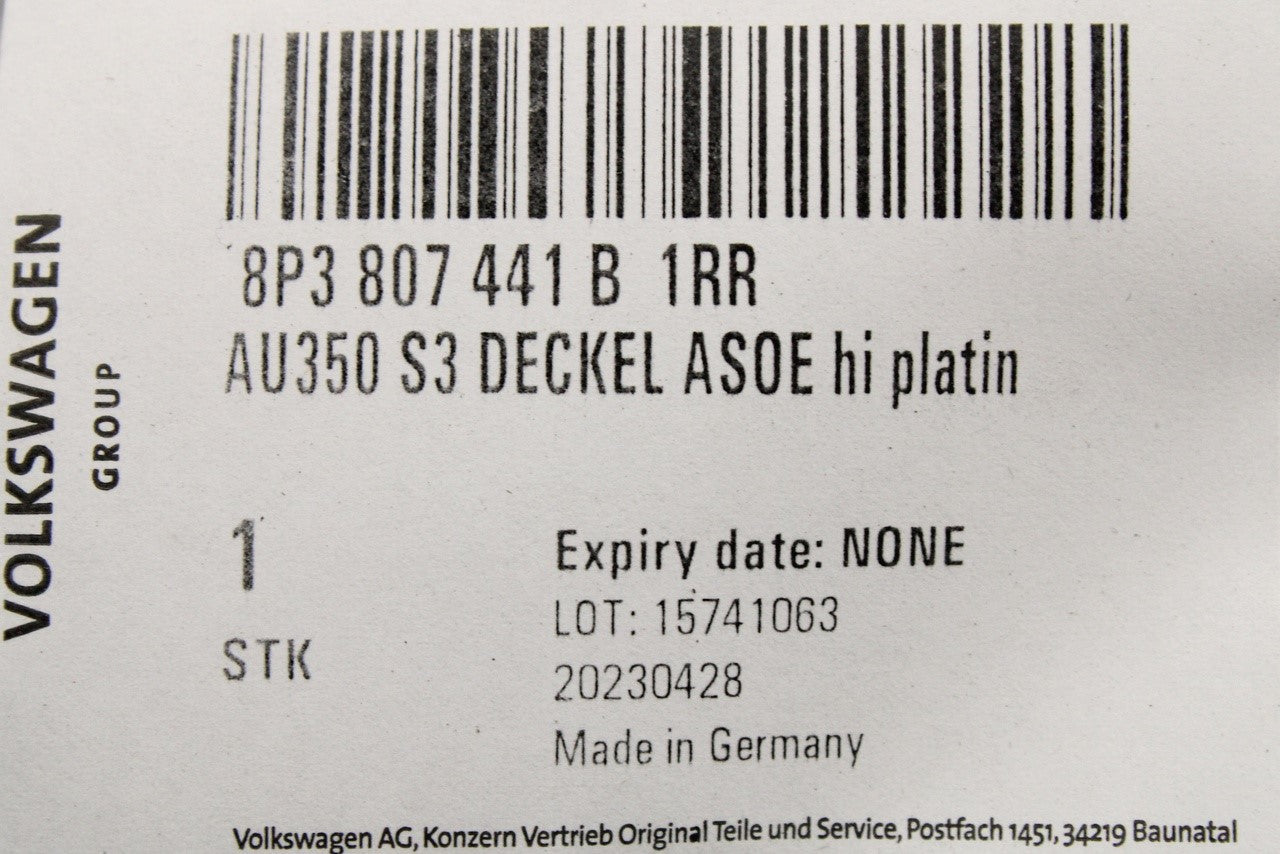 VOLKSWAGEN
GROUP
8P3 807 441 B 1RR
AU350 S3 DECKEL ASOE hi platin
1
STK
Expiry date: NONE
LOT: 15741063
20230428
Made in Germany
Volkswagen AG, Konzern Vertrieb Original Teile und Service, Postfach 1451, 34219 Baunatal